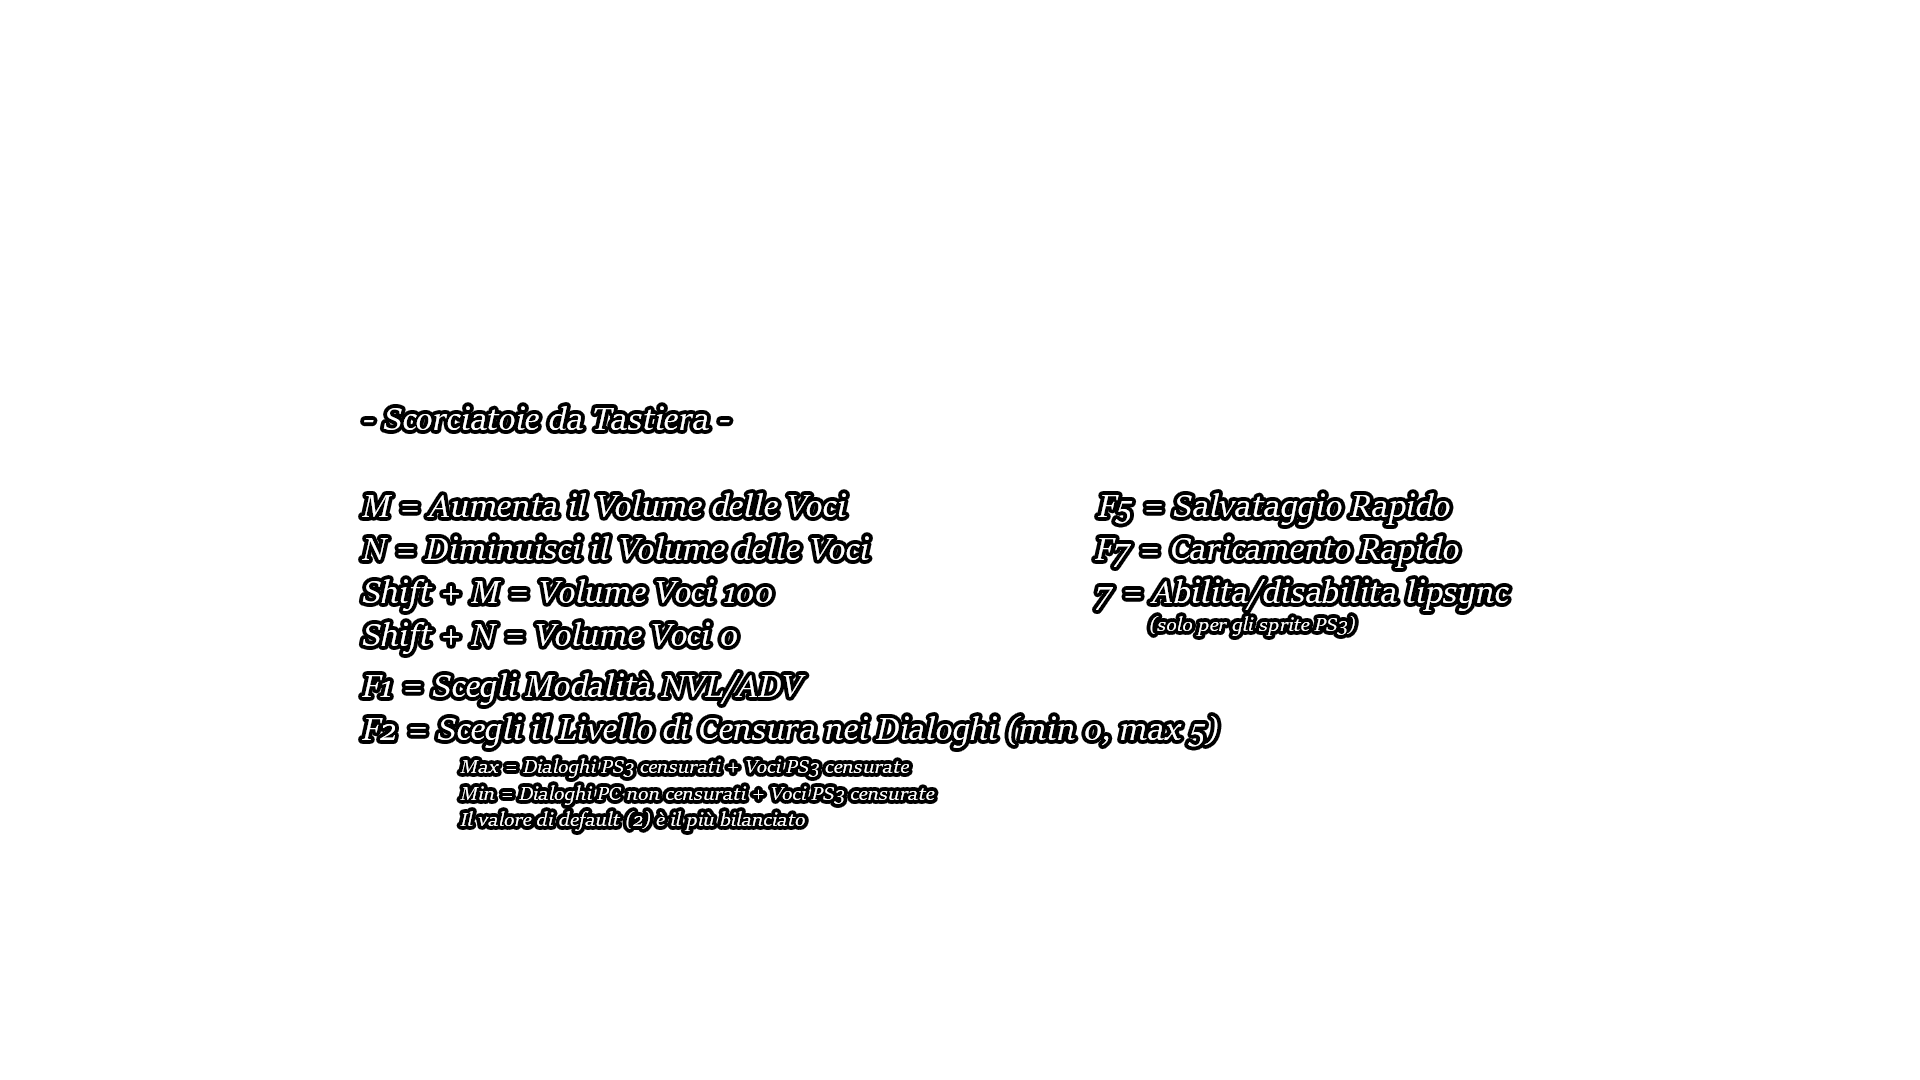 - Scorciatoie da Tastiera -
M = Aumenta il Volume delle Voci
N = Diminuisci il Volume delle Voci
Shift + M = Volume Voci 100
Shift + N = Volume Voci 0
F1 = Scegli Modalità NVL/ADV
F2 = Scegli il Livello di Censura nei Dialoghi (min 0, max 5)
Max = Dialoghi PS3 censurati + Voci PS3 censurate
Min = Dialoghi PC non censurati + Voci PS3 censurate
Il valore di default (2) è il più bilanciato
F5 = Salvataggio Rapido
F7 = Caricamento Rapido
7 = Abilita/disabilita lipsync
(solo per gli sprite PS3)